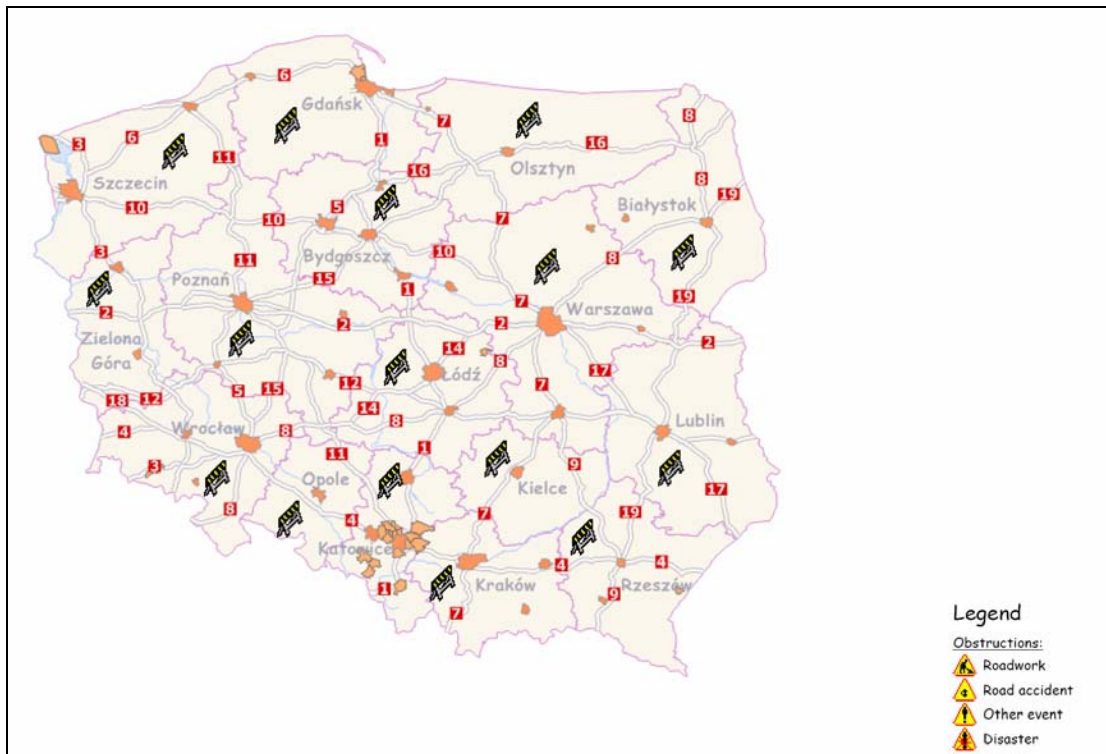 6
Gdańsk
7
8
3
6
1
11
16
16
Szczecin
Olsztyn
8
19
10
5
Białystok
10
7
3
Bydgoszcz
10
8
11
15
Poznań
1
19
2
7
Warszawa
2
2
2
Zielona
Góra
14
8
17
Łódź
12
7
5
15
18
12
14
8
Lublin
4
Wrocław
8
1
11
9
3
Opole
Kielce
17
8
4
7
19
Katowice
4
4
Kraków
Rzeszów
1
9
7
Legend
Obstructions:
Roadwork
Road accident
Other event
Disaster